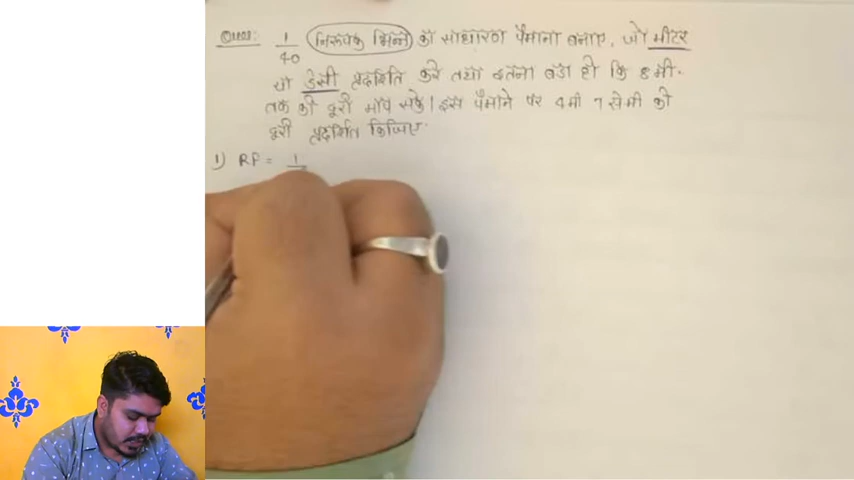 Q.no1: 1/40 निरूपक भिन्न का साधारण पैमाना बनाए, जो मीटर
या डेसी प्रदर्शित करे तथा इतना बडा हो कि 8 मी.
तक की दूरी माप सके। इस पैमाने पर 4 मी 7 सेमी की
दूरी प्रदर्शित किजिए.
1) RF = 1